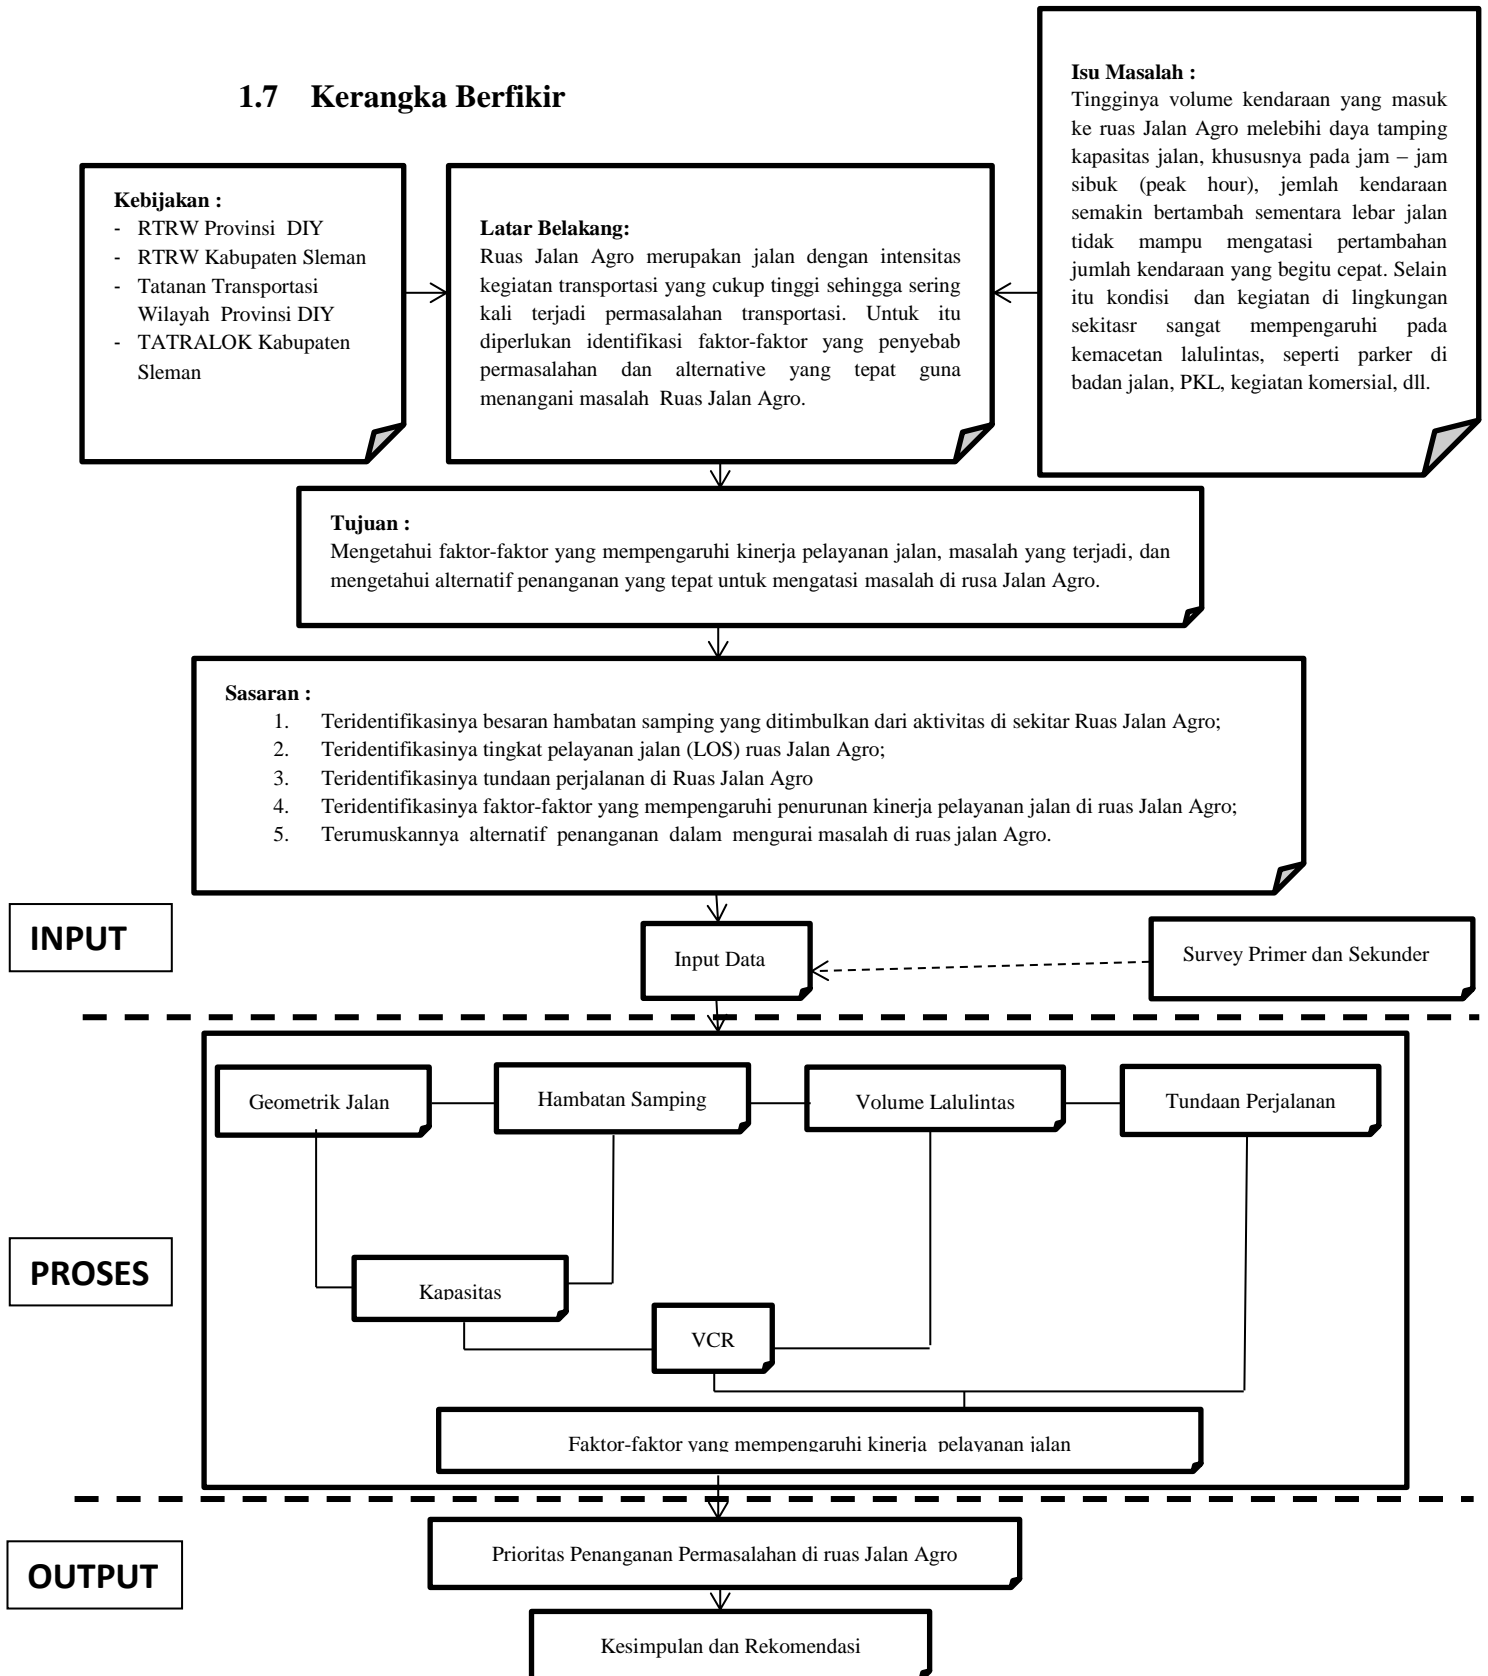 1.7 Kerangka Berfikir
Kebijakan :
- RTRW Provinsi DIY
- RTRW Kabupaten Sleman
- Tatanan Transportasi
Wilayah Provinsi DIY
- TATRALOK Kabupaten
Sleman
Latar Belakang:
Ruas Jalan Agro merupakan jalan dengan intensitas
kegiatan transportasi yang cukup tinggi sehingga sering
kali terjadi permasalahan transportasi. Untuk itu
diperlukan identifikasi faktor-faktor yang penyebab
permasalahan dan alternative yang tepat guna
menangani masalah Ruas Jalan Agro.
Isu Masalah :
Tingginya volume kendaraan yang masuk
ke ruas Jalan Agro melebihi daya tamping
kapasitas jalan, khususnya pada jam – jam
sibuk (peak hour), jemlah kendaraan
semakin bertambah sementara lebar jalan
tidak mampu mengatasi pertambahan
jumlah kendaraan yang begitu cepat. Selain
itu kondisi dan kegiatan di lingkungan
sekitasr sangat mempengaruhi pada
kemacetan lalulintas, seperti parker di
badan jalan, PKL, kegiatan komersial, dll.
Tujuan :
Mengetahui faktor-faktor yang mempengaruhi kinerja pelayanan jalan, masalah yang terjadi, dan
mengetahui alternatif penanganan yang tepat untuk mengatasi masalah di rusa Jalan Agro.
Sasaran :
1. Teridentifikasinya besaran hambatan samping yang ditimbulkan dari aktivitas di sekitar Ruas Jalan Agro;
2. Teridentifikasinya tingkat pelayanan jalan (LOS) ruas Jalan Agro;
3. Teridentifikasinya tundaan perjalanan di Ruas Jalan Agro
4. Teridentifikasinya faktor-faktor yang mempengaruhi penurunan kinerja pelayanan jalan di ruas Jalan Agro;
5. Terumuskannya alternatif penanganan dalam mengurai masalah di ruas jalan Agro.
INPUT
Input Data
Survey Primer dan Sekunder
PROSES
Geometrik Jalan
Hambatan Samping
Volume Lalulintas
Tundaan Perjalanan
Kapasitas
VCR
Faktor-faktor yang mempengaruhi kinerja pelayanan jalan
OUTPUT
Prioritas Penanganan Permasalahan di ruas Jalan Agro
Kesimpulan dan Rekomendasi